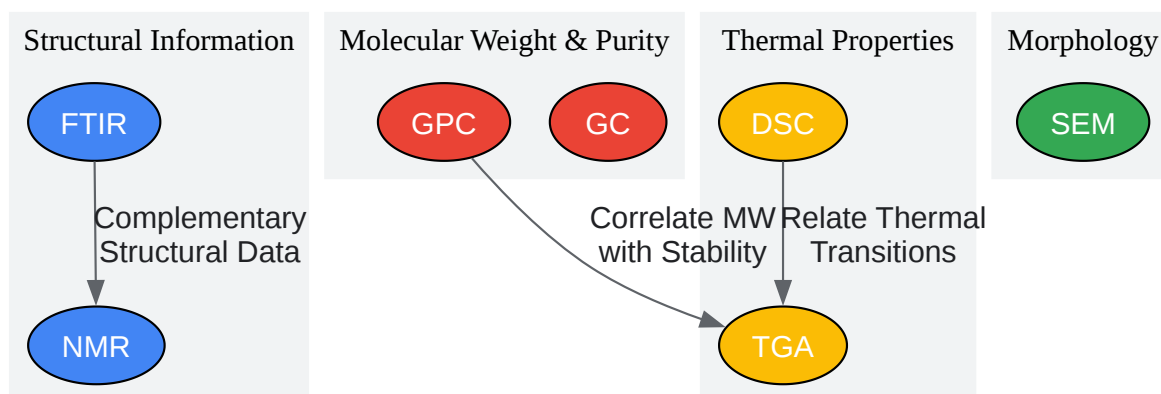 Structural Information
Molecular Weight & Purity
Thermal Properties
Morphology
FTIR
GPC
GC
DSC
SEM
Complementary
Structural Data
Correlate MW
with Stability
Relate Thermal
Transitions
NMR
TGA